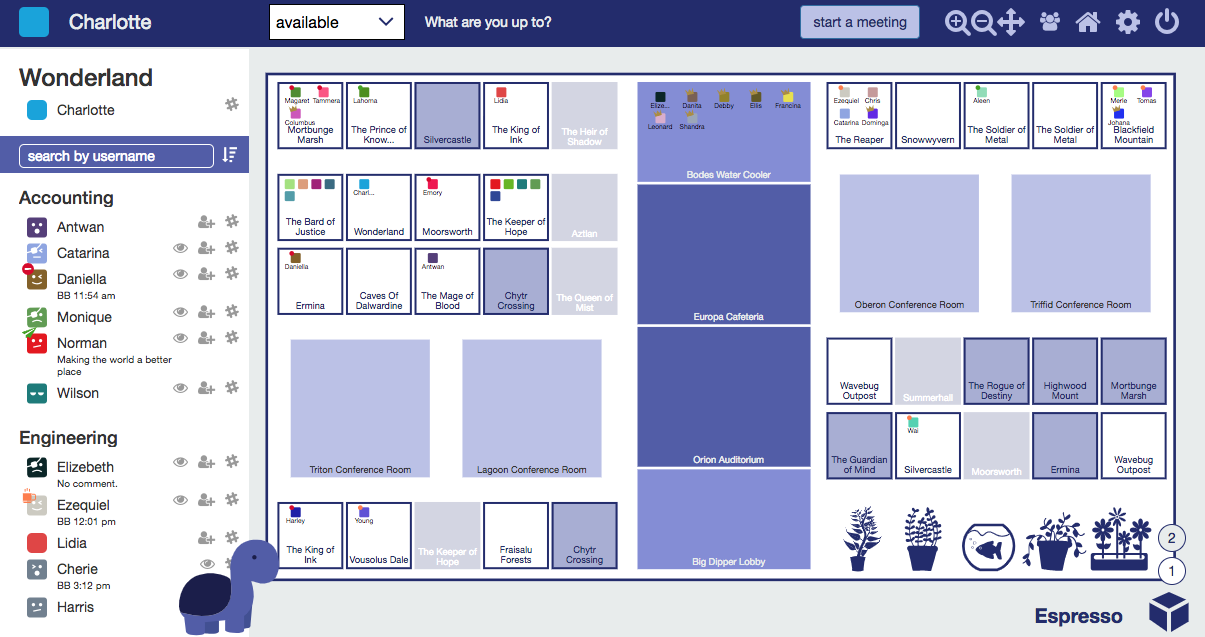 Charlotte
available
What are you up to?
start a meeting
Wonderland
Charlotte
search by username
Accounting
Antwan
Catarina
Daniella
BB 11:54 am
Monique
Norman
Making the world a better
place
Wilson
Engineering
Elizebeth
No comment.
Ezequiel
BB 12:01 pm
Lidia
Cherie
BB 3:12 pm
Harris
Magaret Tammera
Columbus
Mortbunge
Marsh
Lahoma
The Prince of
Know...
Silvercastle
Lidia
The King of
Ink
The Heir of
Shadow
The Bard of
Justice
Charl...
Wonderland
Emory
Moorsworth
The Keeper of
Hope
Aztlan
Daniella
Ermina
Caves Of
Dalwardine
Antwan
The Mage of
Blood
Chytr
Crossing
The Queen of
Mist
Triton Conference Room
Lagoon Conference Room
Harley
The King of
Ink
Young
Vousolus Dale
The Keeper of
Hope
Fraisalu
Forests
Chytr
Crossing
Elize... Danita Debby Ellis Francina
Leonard Shandra
Bodes Water Cooler
Europa Cafeteria
Orion Auditorium
Big Dipper Lobby
Ezequiel Chris
Catarina Dominga
The Reaper
Snowwyvern
Aleen
The Soldier of
Metal
The Soldier of
Metal
Merle Tomas
Johana
Blackfield
Mountain
Oberon Conference Room
Triffid Conference Room
Wavebug
Outpost
Summerhall
The Rogue of
Destiny
Highwood
Mount
Mortbunge
Marsh
The Guardian
of Mind
Wai
Silvercastle
Moorsworth
Ermina
Wavebug
Outpost
2
1
Espresso